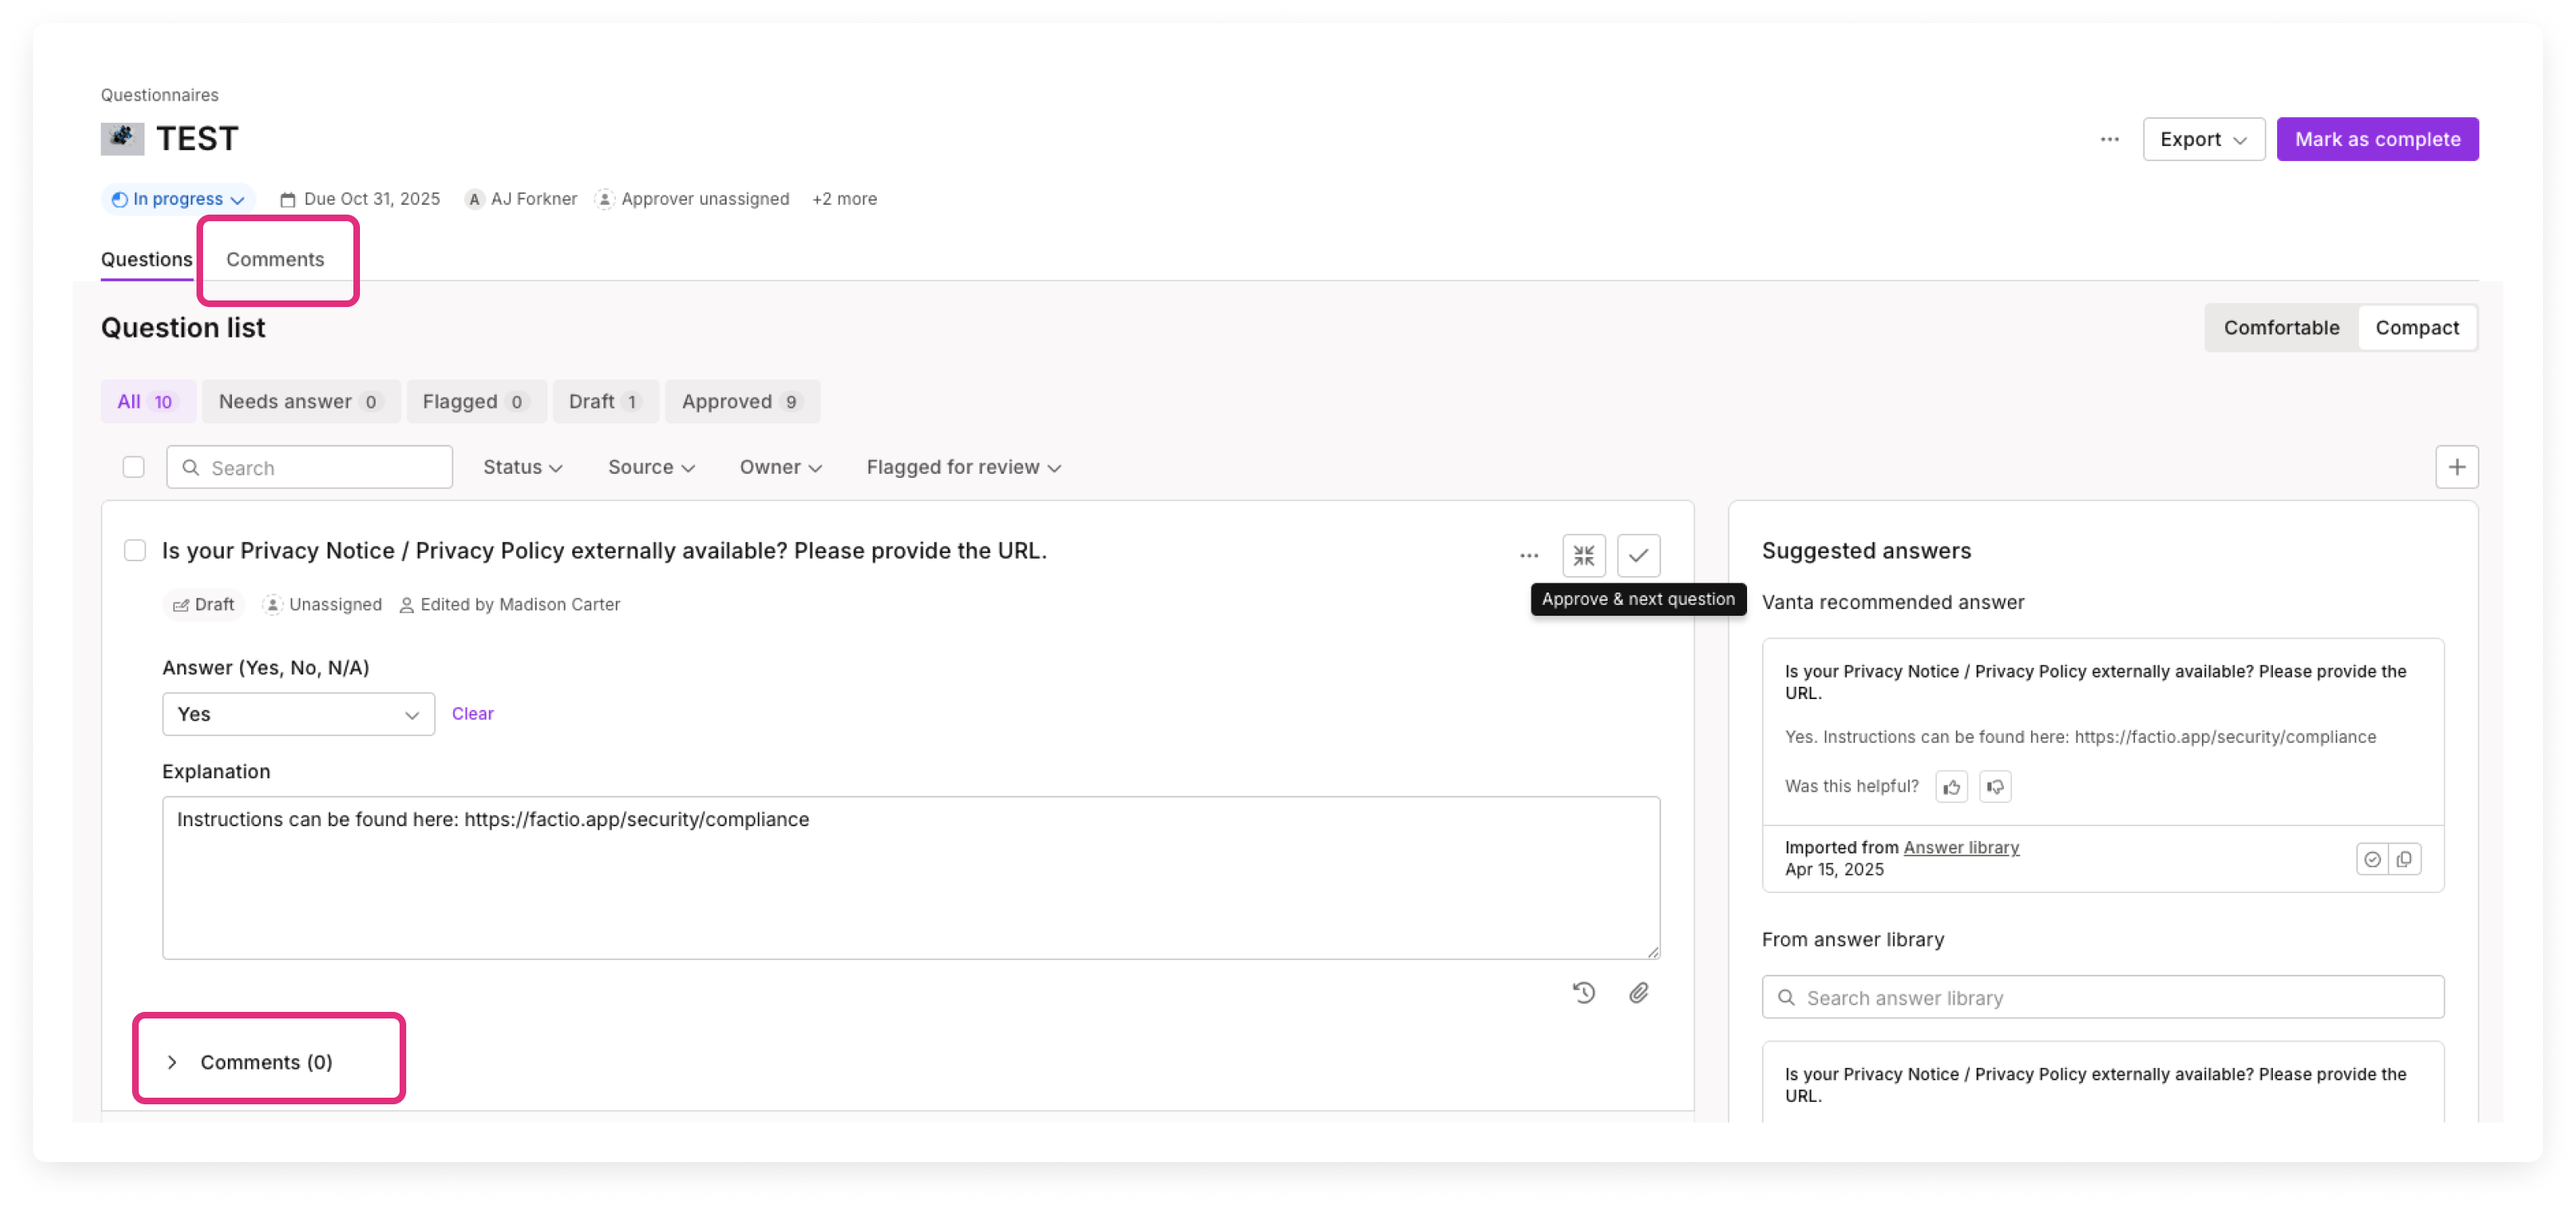 Questionnaires
TEST
Export
Mark as complete
In progress
Due Oct 31, 2025
A AJ Forkner
Approver unassigned
+2 more
Questions
Comments
Question list
Comfortable
Compact
All 10
Needs answer 0
Flagged 0
Draft 1
Approved 9
Search
Status
Source
Owner
Flagged for review
Is your Privacy Notice / Privacy Policy externally available? Please provide the URL.
Approve & next question
Draft
Unassigned
Edited by Madison Carter
Answer (Yes, No, N/A)
Yes
Clear
Explanation
Instructions can be found here: https://factio.app/security/compliance
Comments (0)
Suggested answers
Vanta recommended answer
Is your Privacy Notice / Privacy Policy externally available? Please provide the
URL.
Yes. Instructions can be found here: https://factio.app/security/compliance
Was this helpful?
Imported from Answer library
Apr 15, 2025
From answer library
Search answer library
Is your Privacy Notice / Privacy Policy externally available? Please provide the
URL.